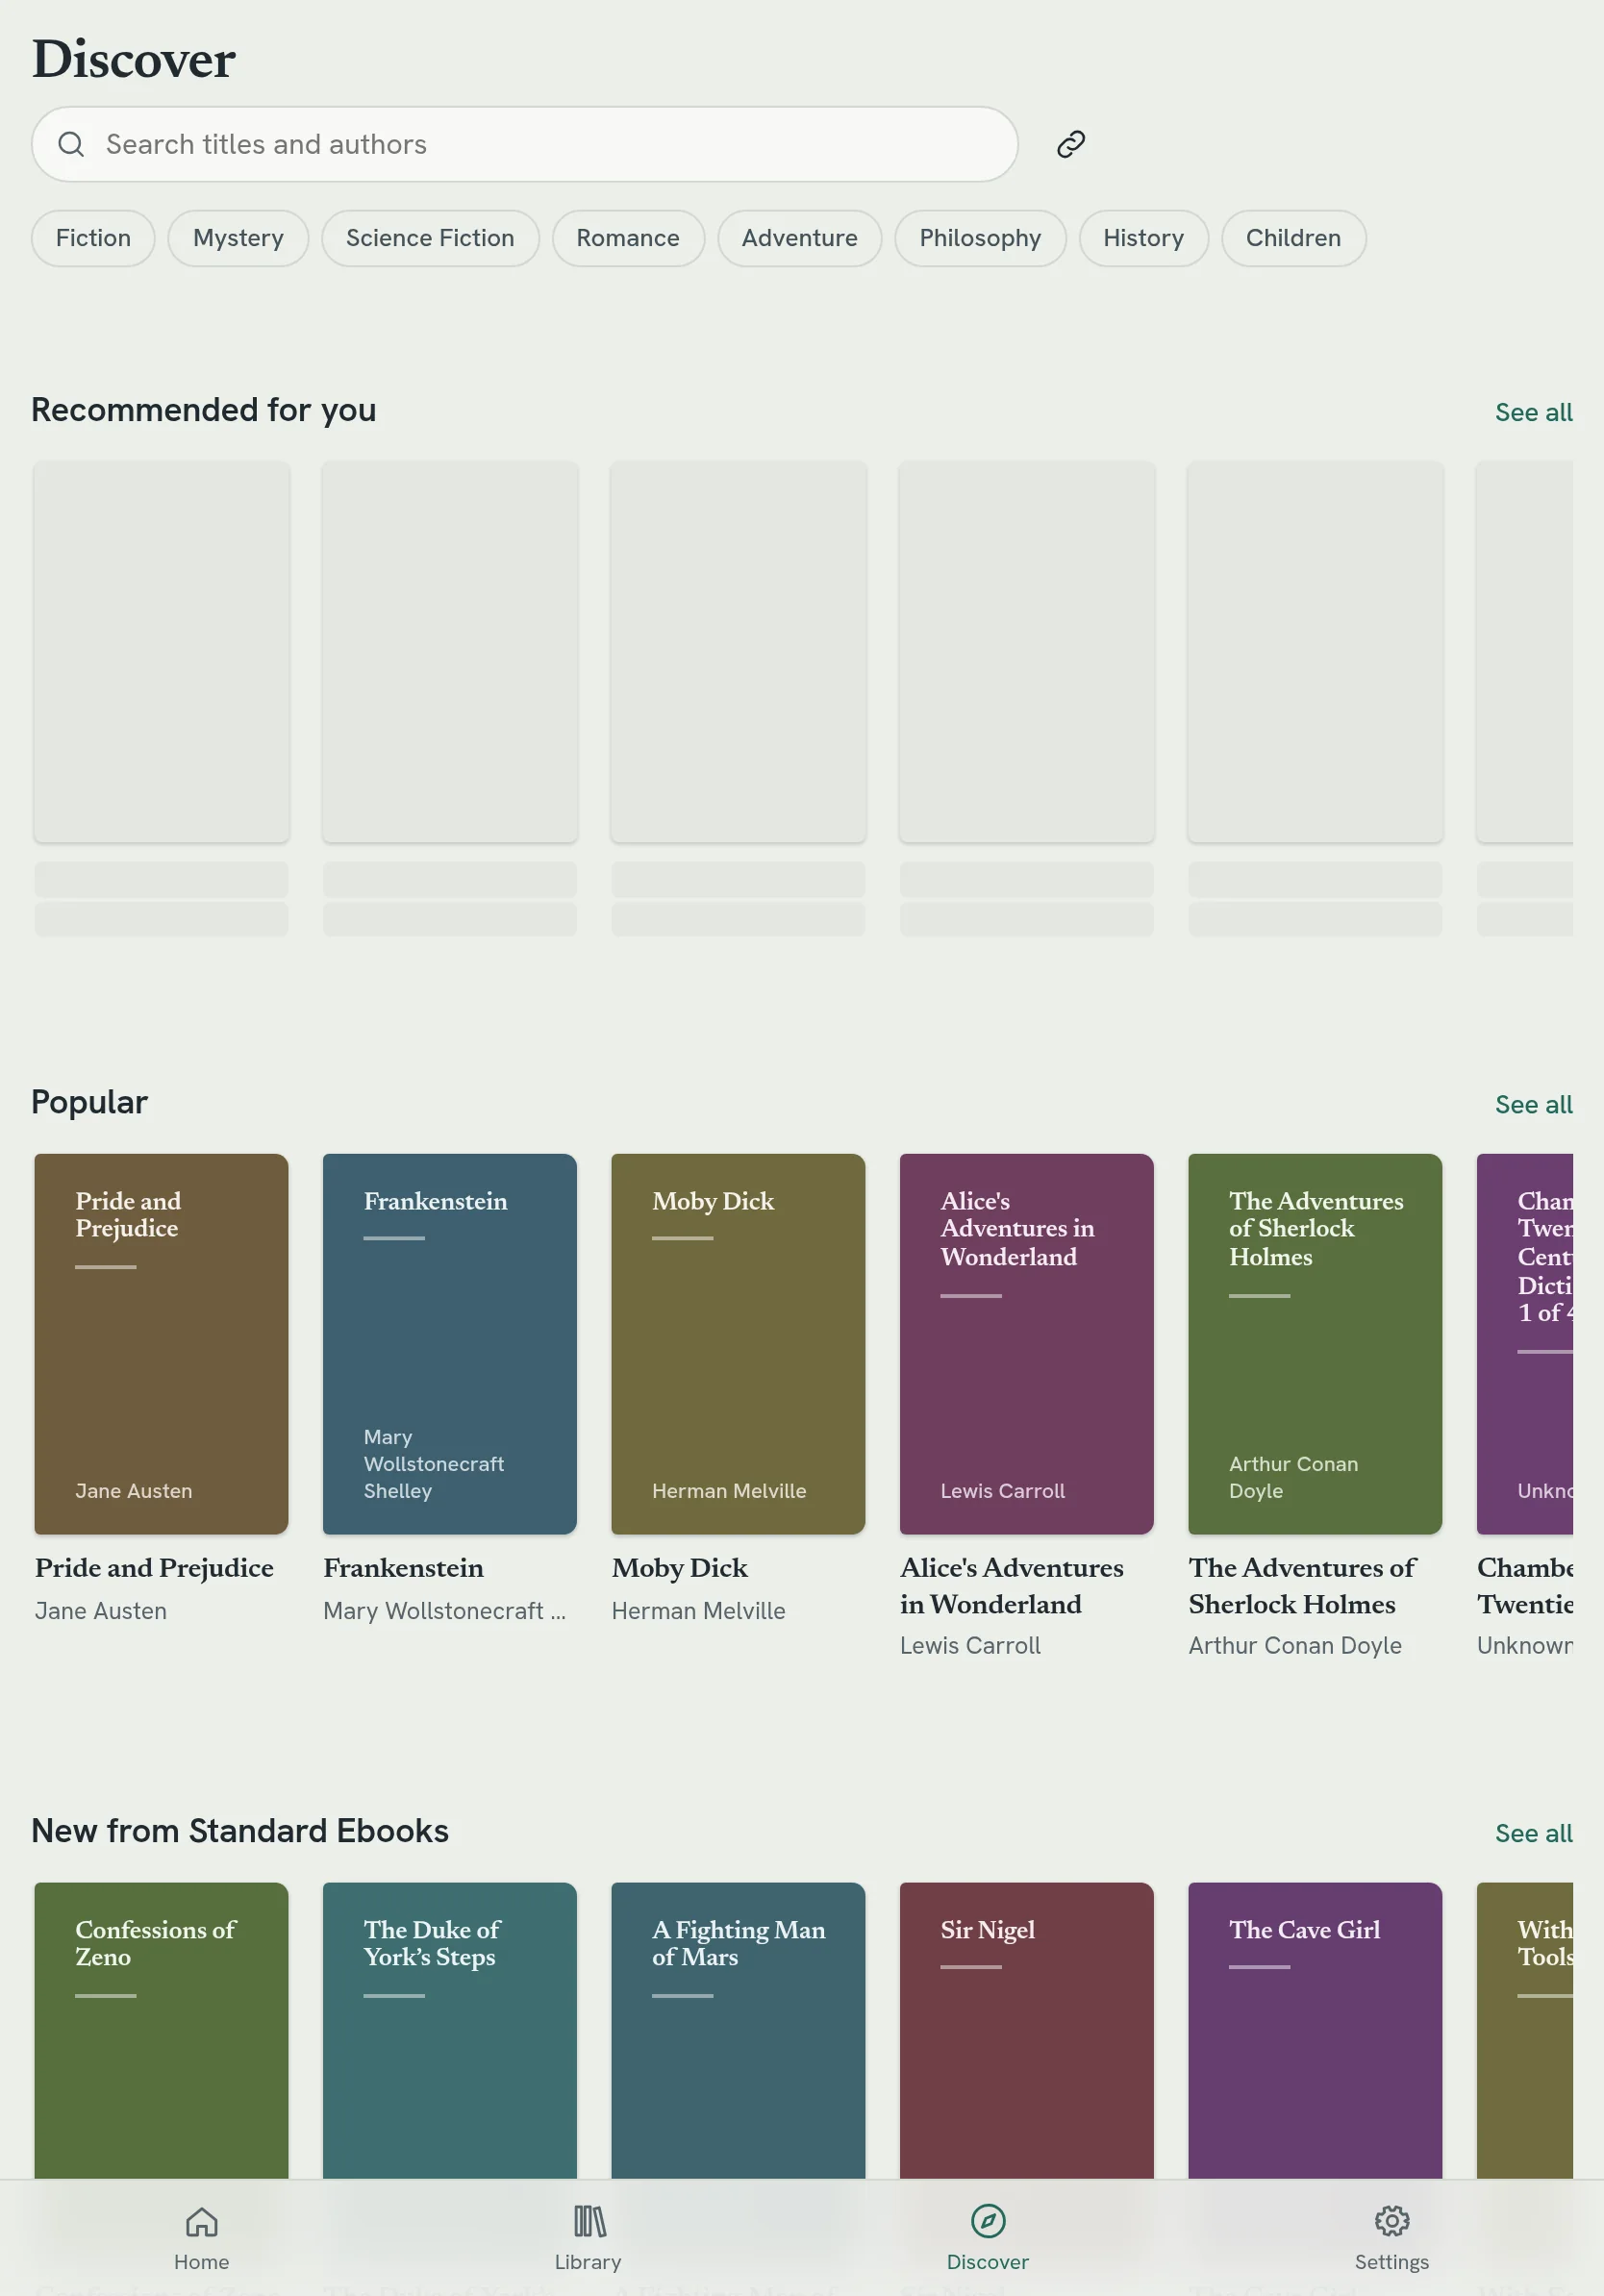 Discover
Search titles and authors
Fiction
Mystery
Science Fiction
Romance
Adventure
Philosophy
History
Children
Recommended for you
See all
Popular
See all
Pride and
Prejudice
Jane Austen
Frankenstein
Mary
Wollstonecraft
Shelley
Moby Dick
Herman Melville
Alice's
Adventures in
Wonderland
Lewis Carroll
The Adventures
of Sherlock
Holmes
Arthur Conan
Doyle
1 of
Pride and Prejudice
Jane Austen
Frankenstein
Mary Wollstonecraft ...
Moby Dick
Herman Melville
Alice's Adventures
in Wonderland
Lewis Carroll
The Adventures of
Sherlock Holmes
Arthur Conan Doyle
Unknown
New from Standard Ebooks
See all
Confessions of
Zeno
The Duke of
York’s Steps
A Fighting Man
of Mars
Sir Nigel
The Cave Girl
With
Tools
Home
Library
Discover
Settings